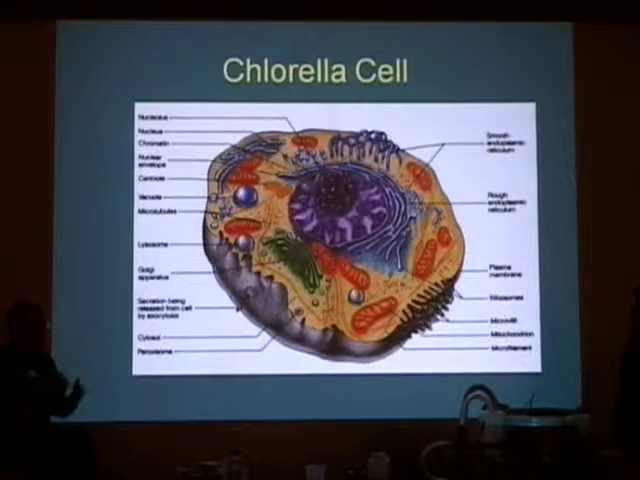 Chlorella Cell
Nucleolus
Nucleus
Chromatin
Nuclear
envelope
Centriole
Vacuole
Microtubules
Lysosome
Golgi
apparatus
Secretion being
released from cell
by exocytosis
Cytosol
Peroxisome
Smooth
endoplasmic
reticulum
Rough
endoplasmic
reticulum
Plasma
membrane
Ribosomes
Microvilli
Mitochondrion
Microfilament